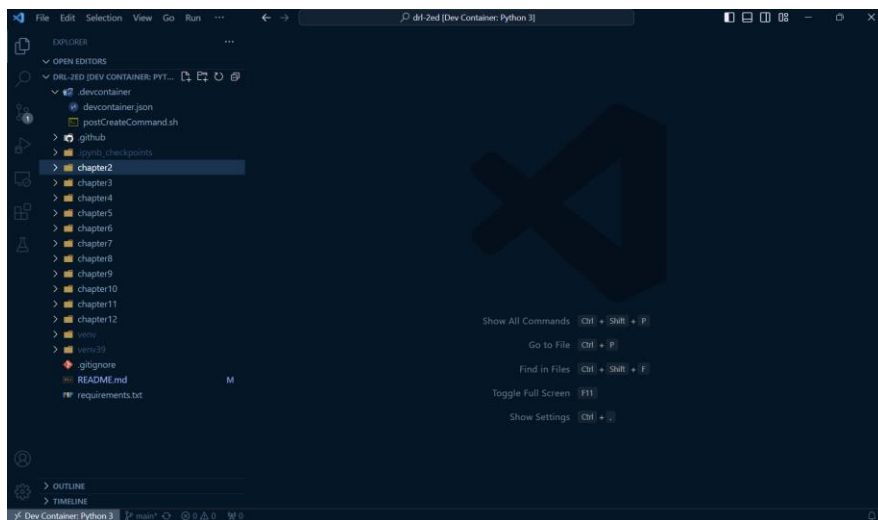 File Edit Selection View Go Run ··· drl-2ed [Dev Container: Python 3]
EXPLORER ···
OPEN EDITORS
DRL-2ED [DEV CONTAINER: PYT...
.devcontainer
devcontainer.json
postCreateCommand.sh
.github
.ipynb_checkpoints
chapter2
chapter3
chapter4
chapter5
chapter6
chapter7
chapter8
chapter9
chapter10
chapter11
chapter12
venv
venv39
.gitignore
README.md M
requirements.txt
Show All Commands Ctrl + Shift + P
Go to File Ctrl + P
Find in Files Ctrl + Shift + F
Toggle Full Screen F11
Show Settings Ctrl + ,
1
OUTLINE
TIMELINE
Dev Container: Python 3 main* 0 0 0